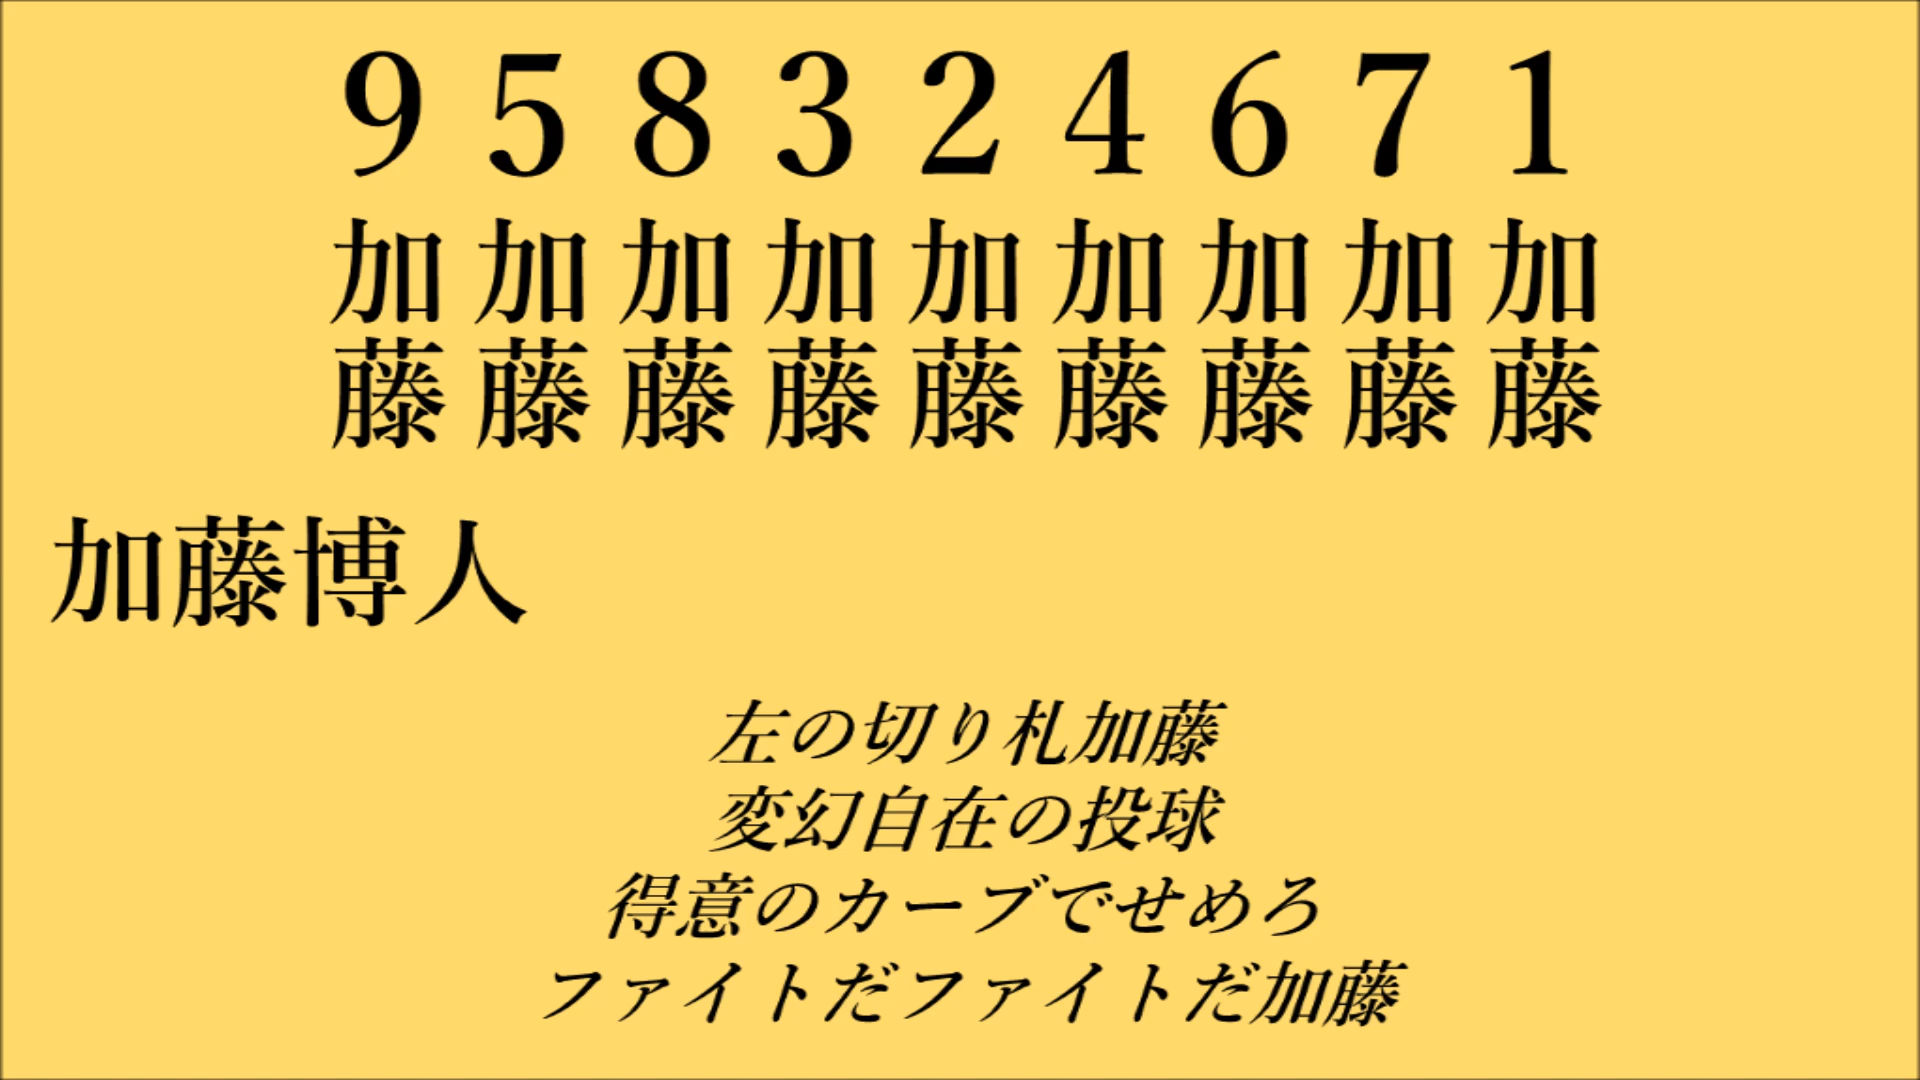 9 5 8 3 2 4 6 7 1
加 加 加 加 加 加 加 加 加
藤 藤 藤 藤 藤 藤 藤 藤 藤
加藤博人
左の切り札加藤
変幻自在の投球
得意のカーブでせめろ
ファイトだファイトだ加藤